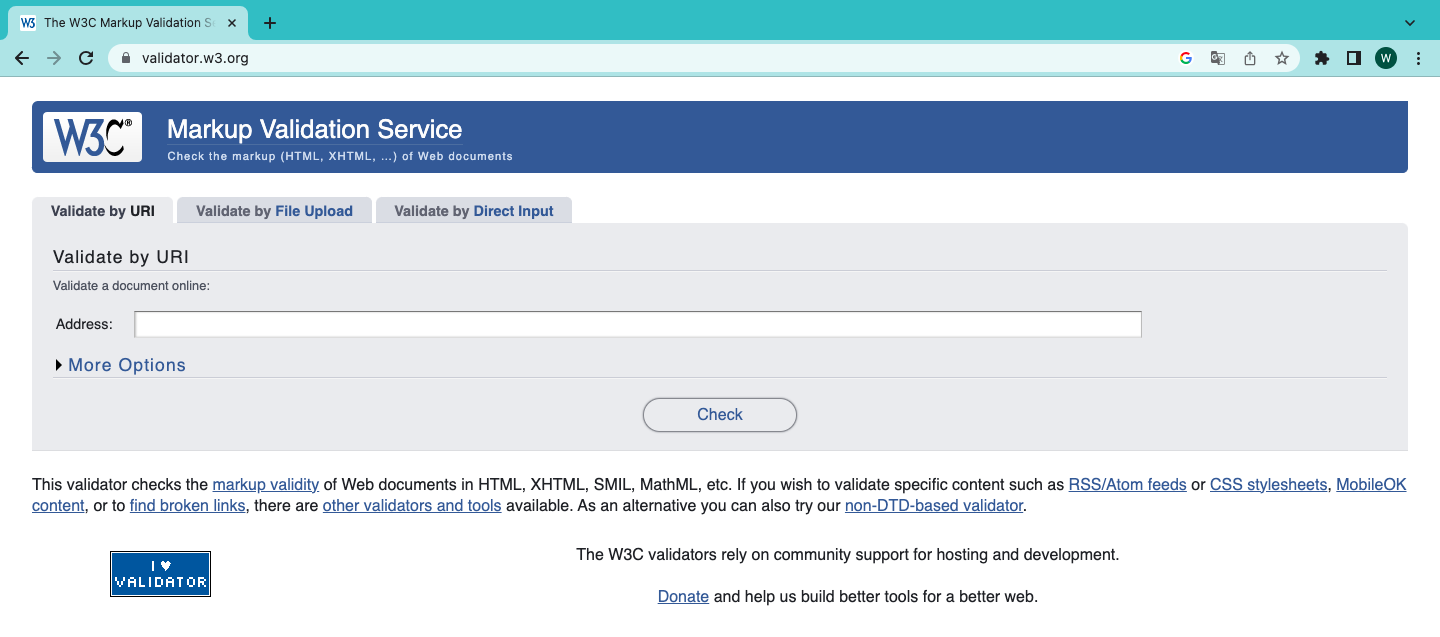 W3 The W3C Markup Validation Se
validator.w3.org
W
W3C®
Markup Validation Service
Check the markup (HTML, XHTML, ...) of Web documents
Validate by URI
Validate by File Upload
Validate by Direct Input
Validate by URI
Validate a document online:
Address:
More Options
Check
This validator checks the markup validity of Web documents in HTML, XHTML, SMIL, MathML, etc. If you wish to validate specific content such as RSS/Atom feeds or CSS stylesheets, MobileOK
content, or to find broken links, there are other validators and tools available. As an alternative you can also try our non-DTD-based validator.
I ♥
VALIDATOR
The W3C validators rely on community support for hosting and development.
Donate and help us build better tools for a better web.